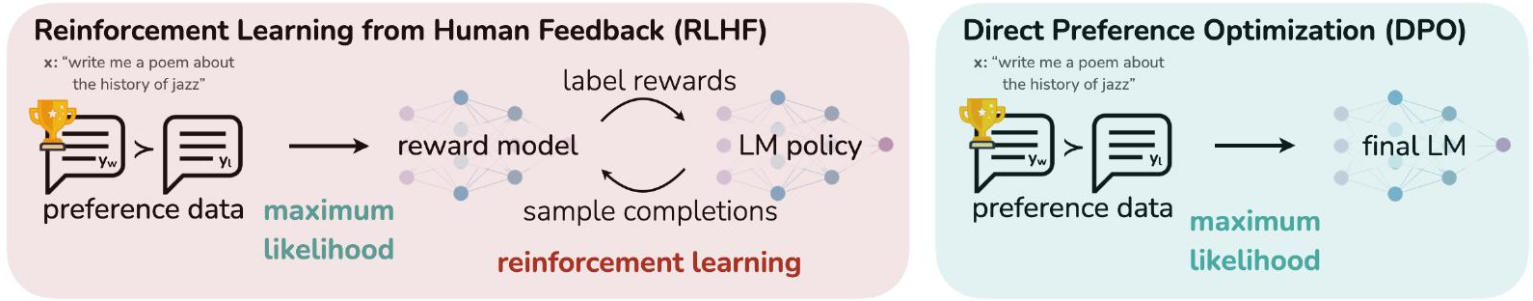 Reinforcement Learning from Human Feedback (RLHF)
x: “write me a poem about
the history of jazz”
label rewards
yw
≻
yl
reward model
LM policy
preference data
maximum
likelihood
sample completions
reinforcement learning
Direct Preference Optimization (DPO)
x: “write me a poem about
the history of jazz”
yw
≻
yl
final LM
preference data
maximum
likelihood